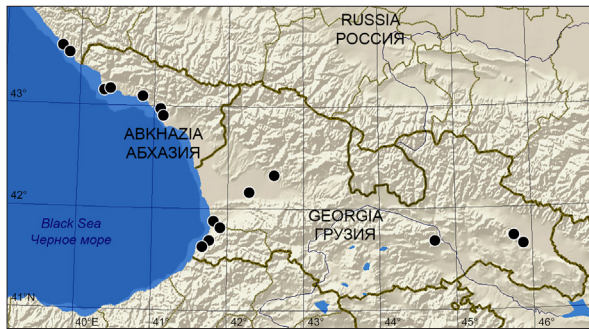 RUSSIA
РОССИЯ
43°
ABKHAZIA
АБХАЗИЯ
42°
GEORGIA
ГРУЗИЯ
Black Sea
Черное море
41°N
40°E
41°
42°
43°
44°
45°
46°